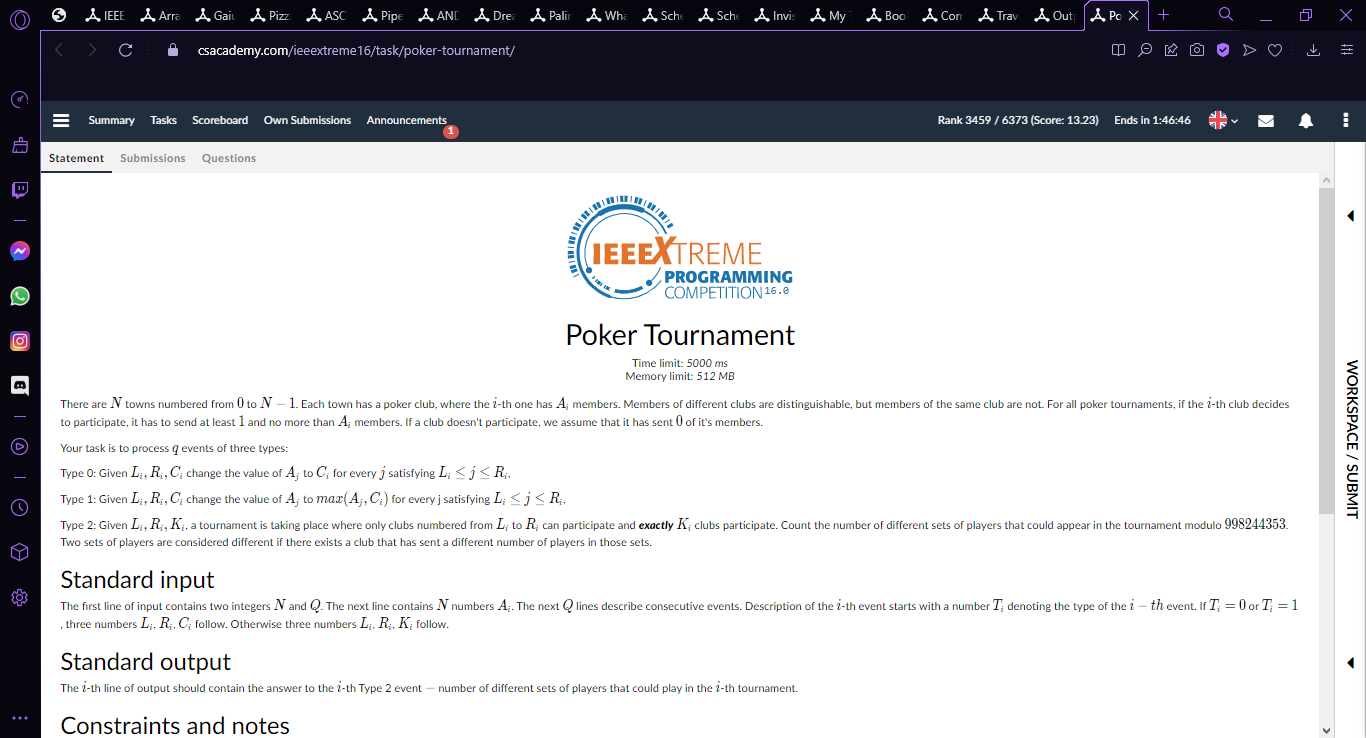 IEEE Arra Gaiu Pizza ASC Pipe AND Drea Palin Wha Sche Sche Invis My Boo Com Trav Out Po
csacademy.com/ieeextreme16/task/poker-tournament/
Summary Tasks Scoreboard Own Submissions Announcements 1 Rank 3459 / 6373 (Score: 13.23) Ends in 1:46:46
Statement Submissions Questions
IEEEXTREME
PROGRAMMING
COMPETITION 16.0
Poker Tournament
Time limit: 5000 ms
Memory limit: 512 MB
There are N towns numbered from 0 to N − 1. Each town has a poker club, where the i-th one has A_i members. Members of different clubs are distinguishable, but members of the same club are not. For all poker tournaments, if the i-th club decides
to participate, it has to send at least 1 and no more than A_i members. If a club doesn't participate, we assume that it has sent 0 of it's members.
Your task is to process q events of three types:
Type 0: Given L_i, R_i, C_i change the value of A_j to C_i for every j satisfying L_i ≤ j ≤ R_i.
Type 1: Given L_i, R_i, C_i change the value of A_j to max(A_j, C_i) for every j satisfying L_i ≤ j ≤ R_i.
Type 2: Given L_i, R_i, K_i, a tournament is taking place where only clubs numbered from L_i to R_i can participate and exactly K_i clubs participate. Count the number of different sets of players that could appear in the tournament modulo 998244353.
Two sets of players are considered different if there exists a club that has sent a different number of players in those sets.
Standard input
The first line of input contains two integers N and Q. The next line contains N numbers A_i. The next Q lines describe consecutive events. Description of the i-th event starts with a number T_i denoting the type of the i − th event. If T_i = 0 or T_i = 1
, three numbers L_i, R_i, C_i follow. Otherwise three numbers L_i, R_i, K_i follow.
Standard output
The i-th line of output should contain the answer to the i-th Type 2 event − number of different sets of players that could play in the i-th tournament.
Constraints and notes
WORKSPACE / SUBMIT